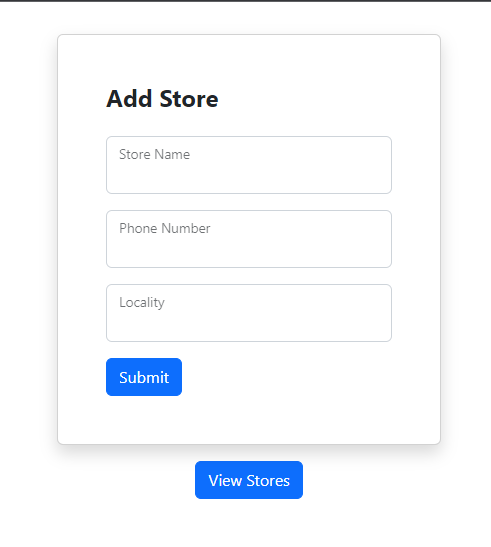 Add Store
Store Name
Phone Number
Locality
Submit
View Stores